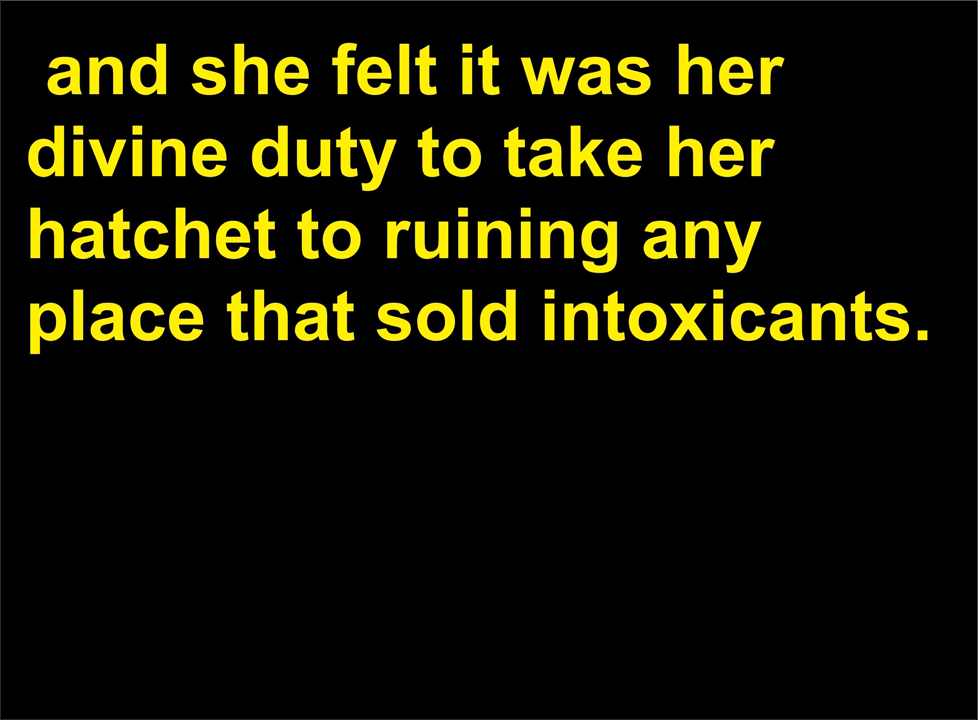 and she felt it was her
divine duty to take her
hatchet to ruining any
place that sold intoxicants.